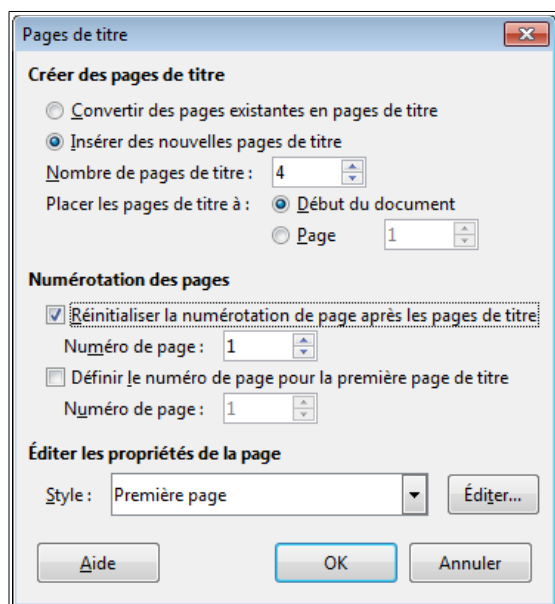 Pages de titre
Créer des pages de titre
Convertir des pages existantes en pages de titre
Insérer des nouvelles pages de titre
Nombre de pages de titre : 4
Placer les pages de titre à : Début du document
Page 1
Numérotation des pages
Réinitialiser la numérotation de page après les pages de titre
Numéro de page : 1
Définir le numéro de page pour la première page de titre
Numéro de page : 1
Éditer les propriétés de la page
Style : Première page Éditer...
Aide OK Annuler